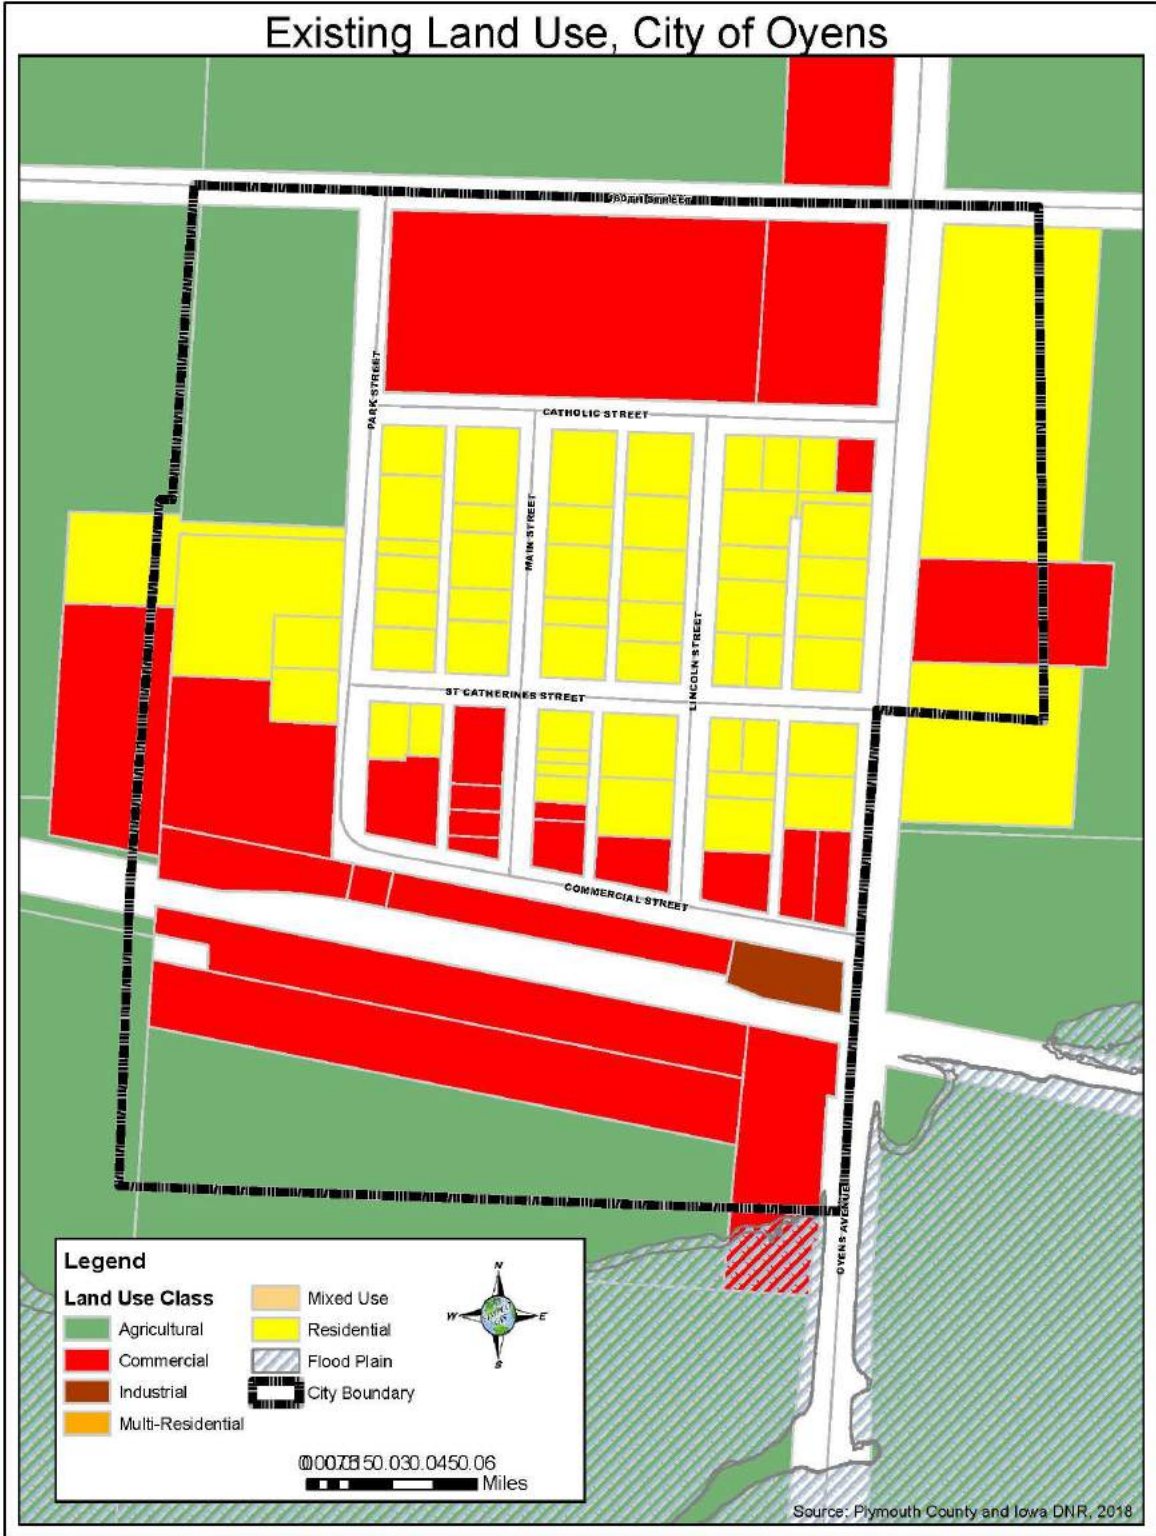 Existing Land Use, City of Oyens
PARK STREET
CATHOLIC STREET
MAIN STREET
LINCOLN STREET
ST CATHERINES STREET
COMMERCIAL STREET
OYENS AVENUE
Legend
Land Use Class
Agricultural
Commercial
Industrial
Multi-Residential
Mixed Use
Residential
Flood Plain
City Boundary
N
W
E
S
Miles
Source: Plymouth County and Iowa DNR, 2018